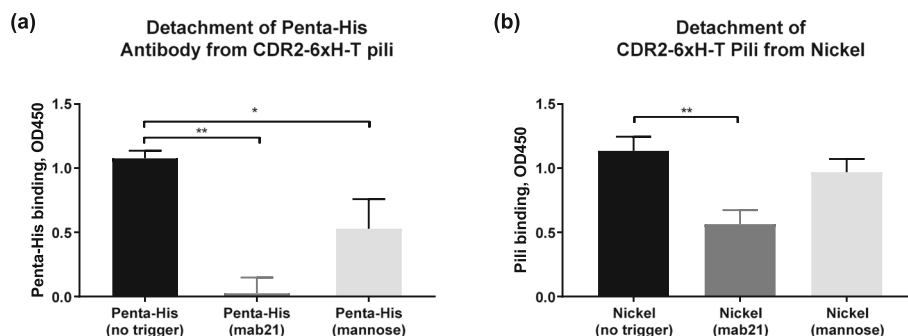 (a)
Detachment of Penta-His
Antibody from CDR2-6xH-T pili
Penta-His binding, OD450
1.5
1.0
0.5
0.0
*
**
Penta-His
(no trigger)
Penta-His
(mab21)
Penta-His
(mannose)
(b)
Detachment of
CDR2-6xH-T Pili from Nickel
Pili binding, OD450
1.5
1.0
0.5
0.0
**
Nickel
(no trigger)
Nickel
(mab21)
Nickel
(mannose)